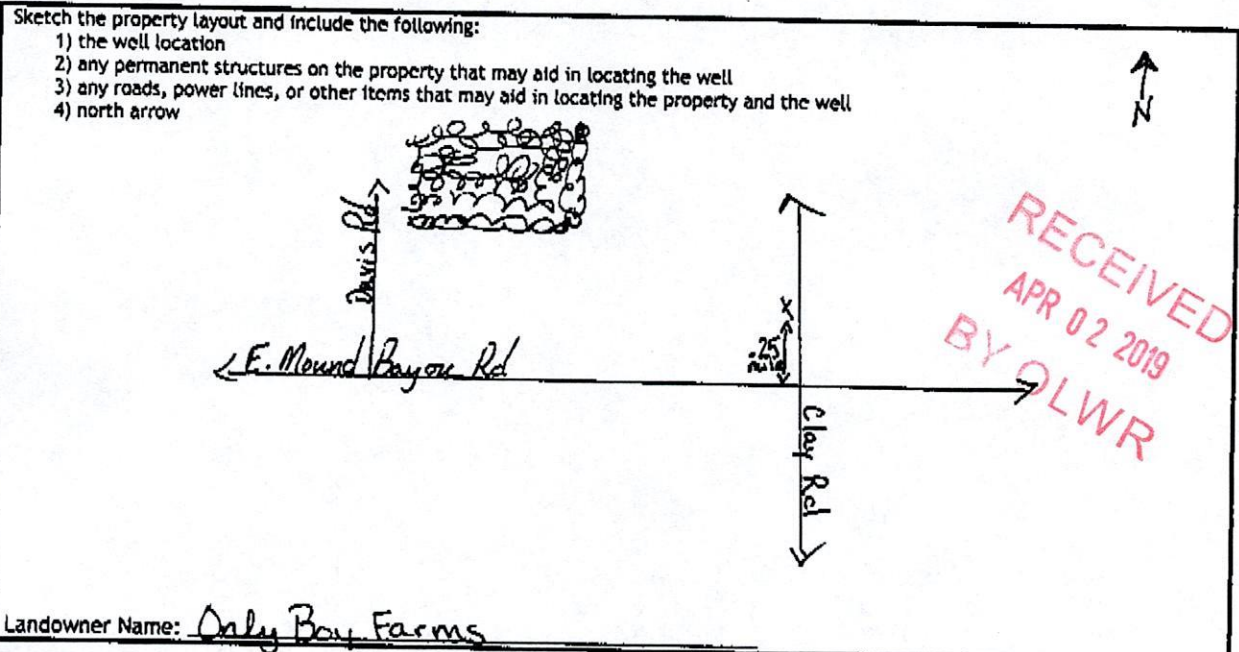 Sketch the property layout and include the following:
1) the well location
2) any permanent structures on the property that may aid in locating the well
3) any roads, power lines, or other items that may aid in locating the property and the well
4) north arrow
N
RECEIVED
APR 02 2019
BY OLWR
Davis Rd
X
.25
mile
E. Mound Bayou Rd
Clay Rd
Landowner Name: Only Boy Farms